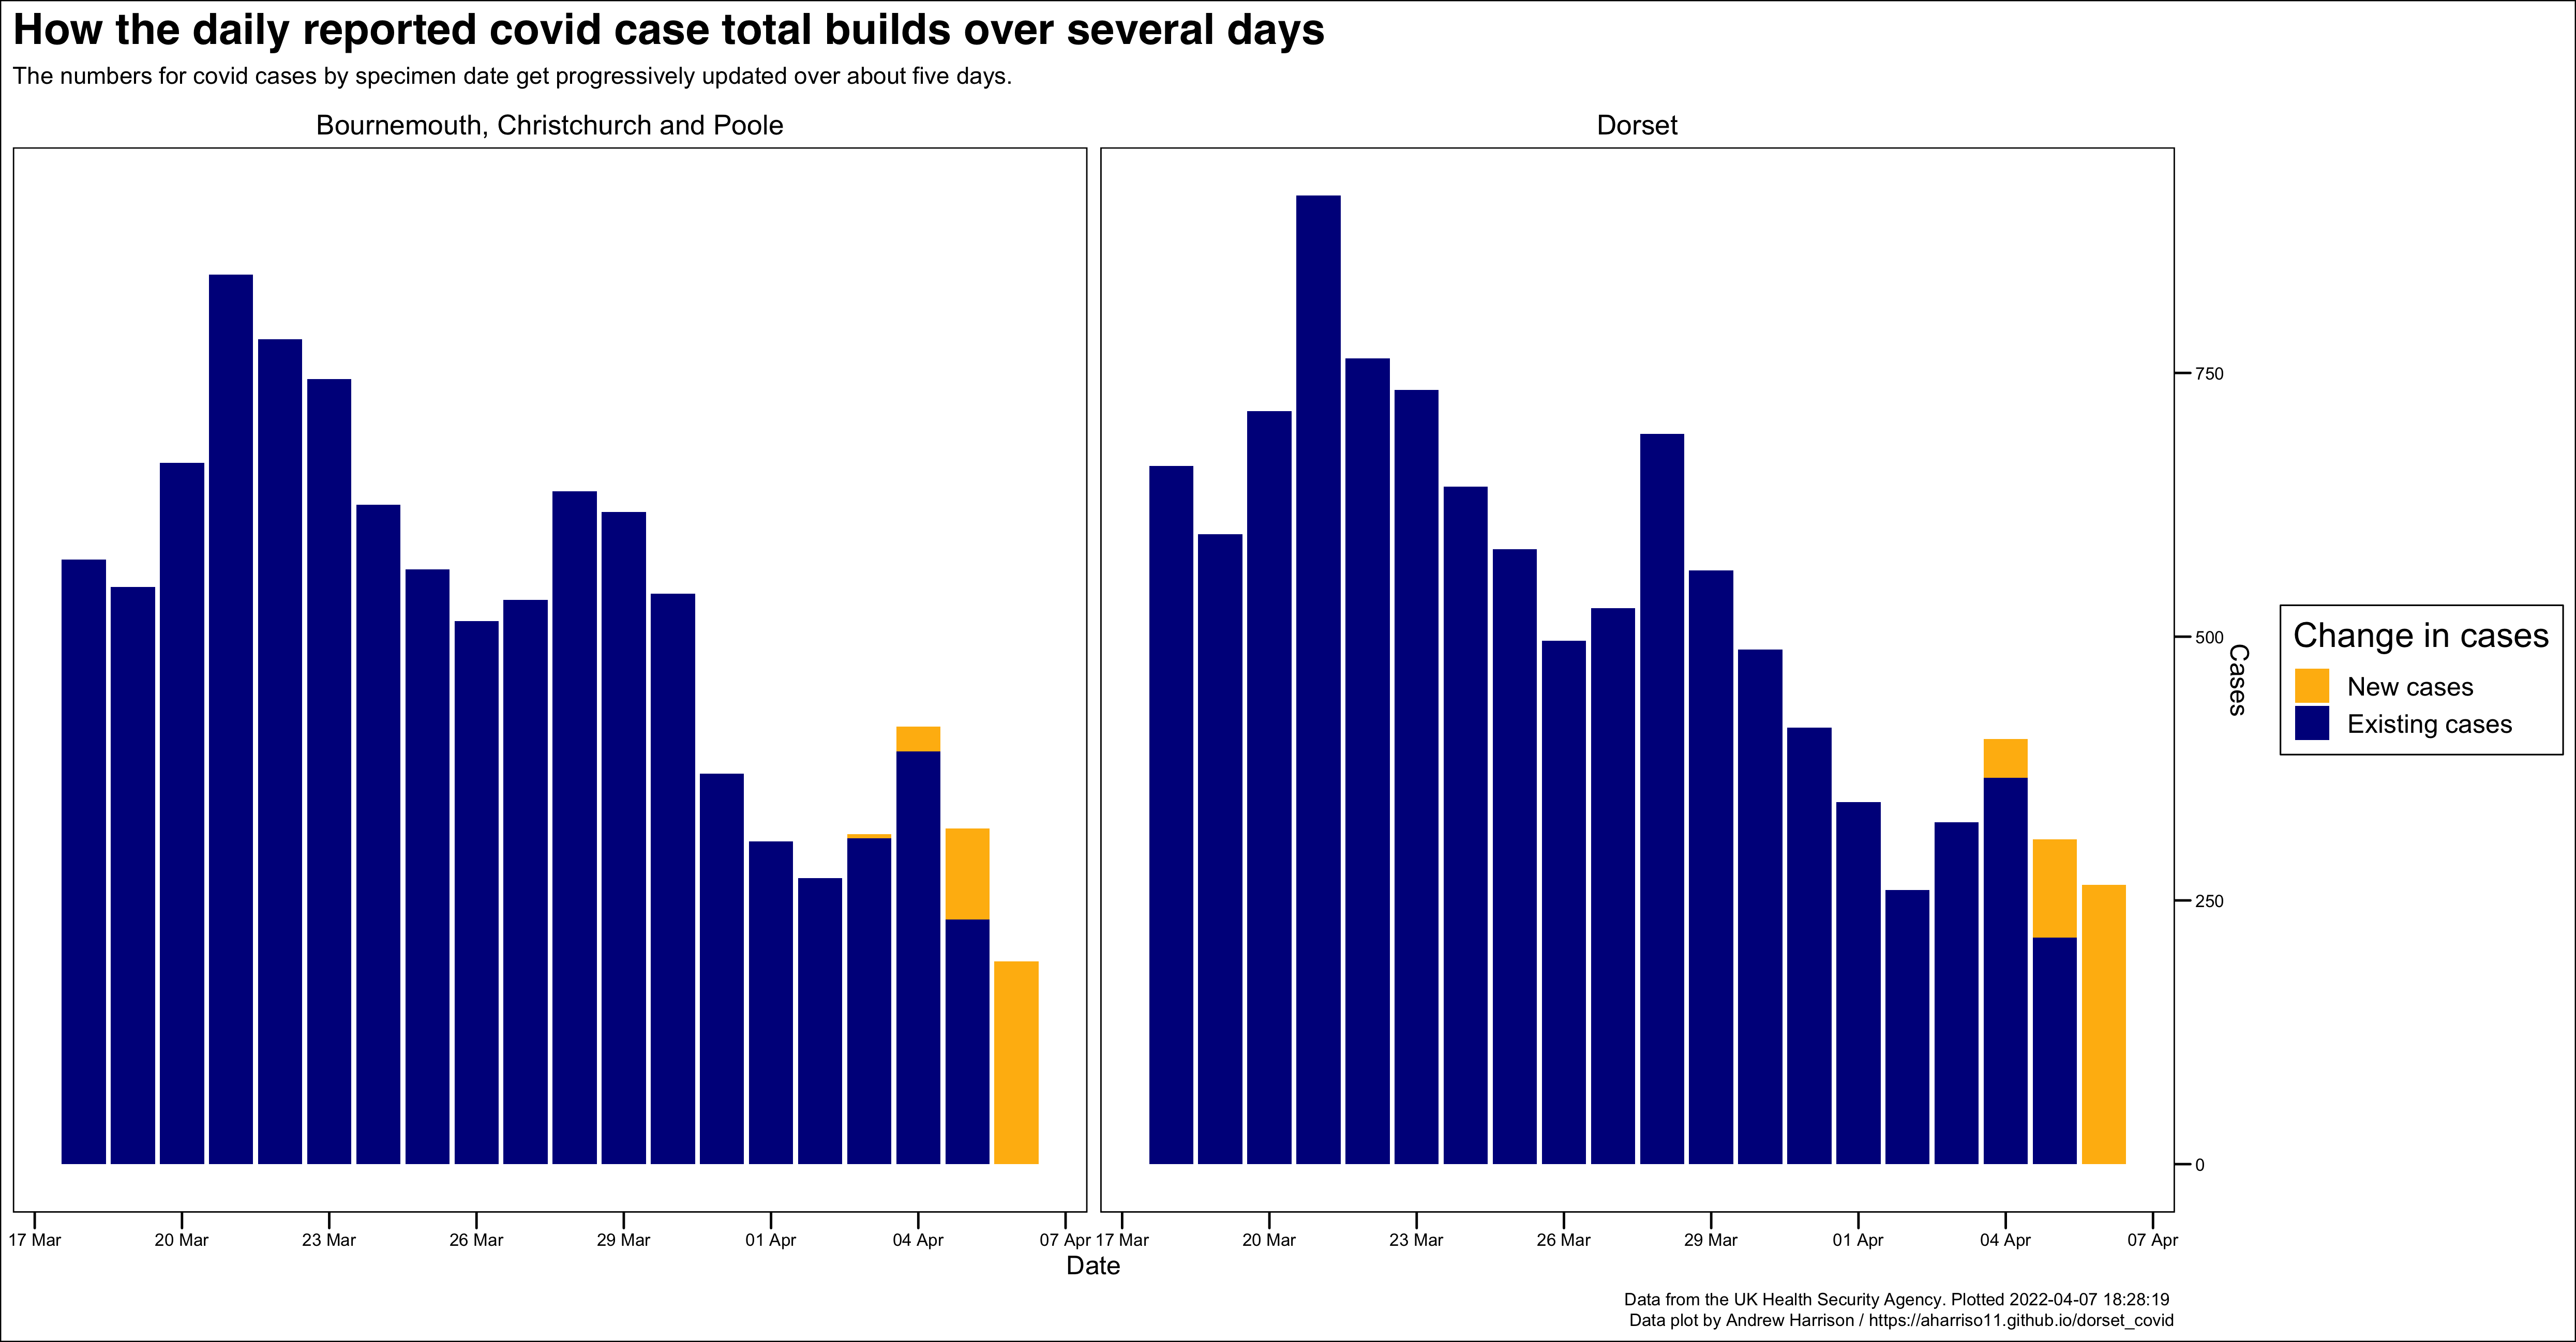 How the daily reported covid case total builds over several days
The numbers for covid cases by specimen date get progressively updated over about five days.
Bournemouth, Christchurch and Poole
Dorset
750
500
250
0
Cases
Change in cases
New cases
Existing cases
17 Mar 20 Mar 23 Mar 26 Mar 29 Mar 01 Apr 04 Apr 07 Apr 17 Mar 20 Mar 23 Mar 26 Mar 29 Mar 01 Apr 04 Apr 07 Apr
Date
Data from the UK Health Security Agency. Plotted 2022-04-07 18:28:19
Data plot by Andrew Harrison / https://aharriso11.github.io/dorset_covid